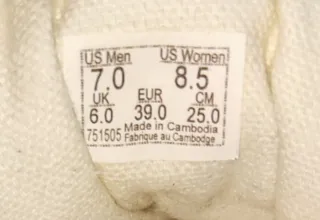 US Men US Women
7.0 8.5
UK EUR CM
6.0 39.0 25.0
751505 Made in Cambodia
Fabrique au Cambodge